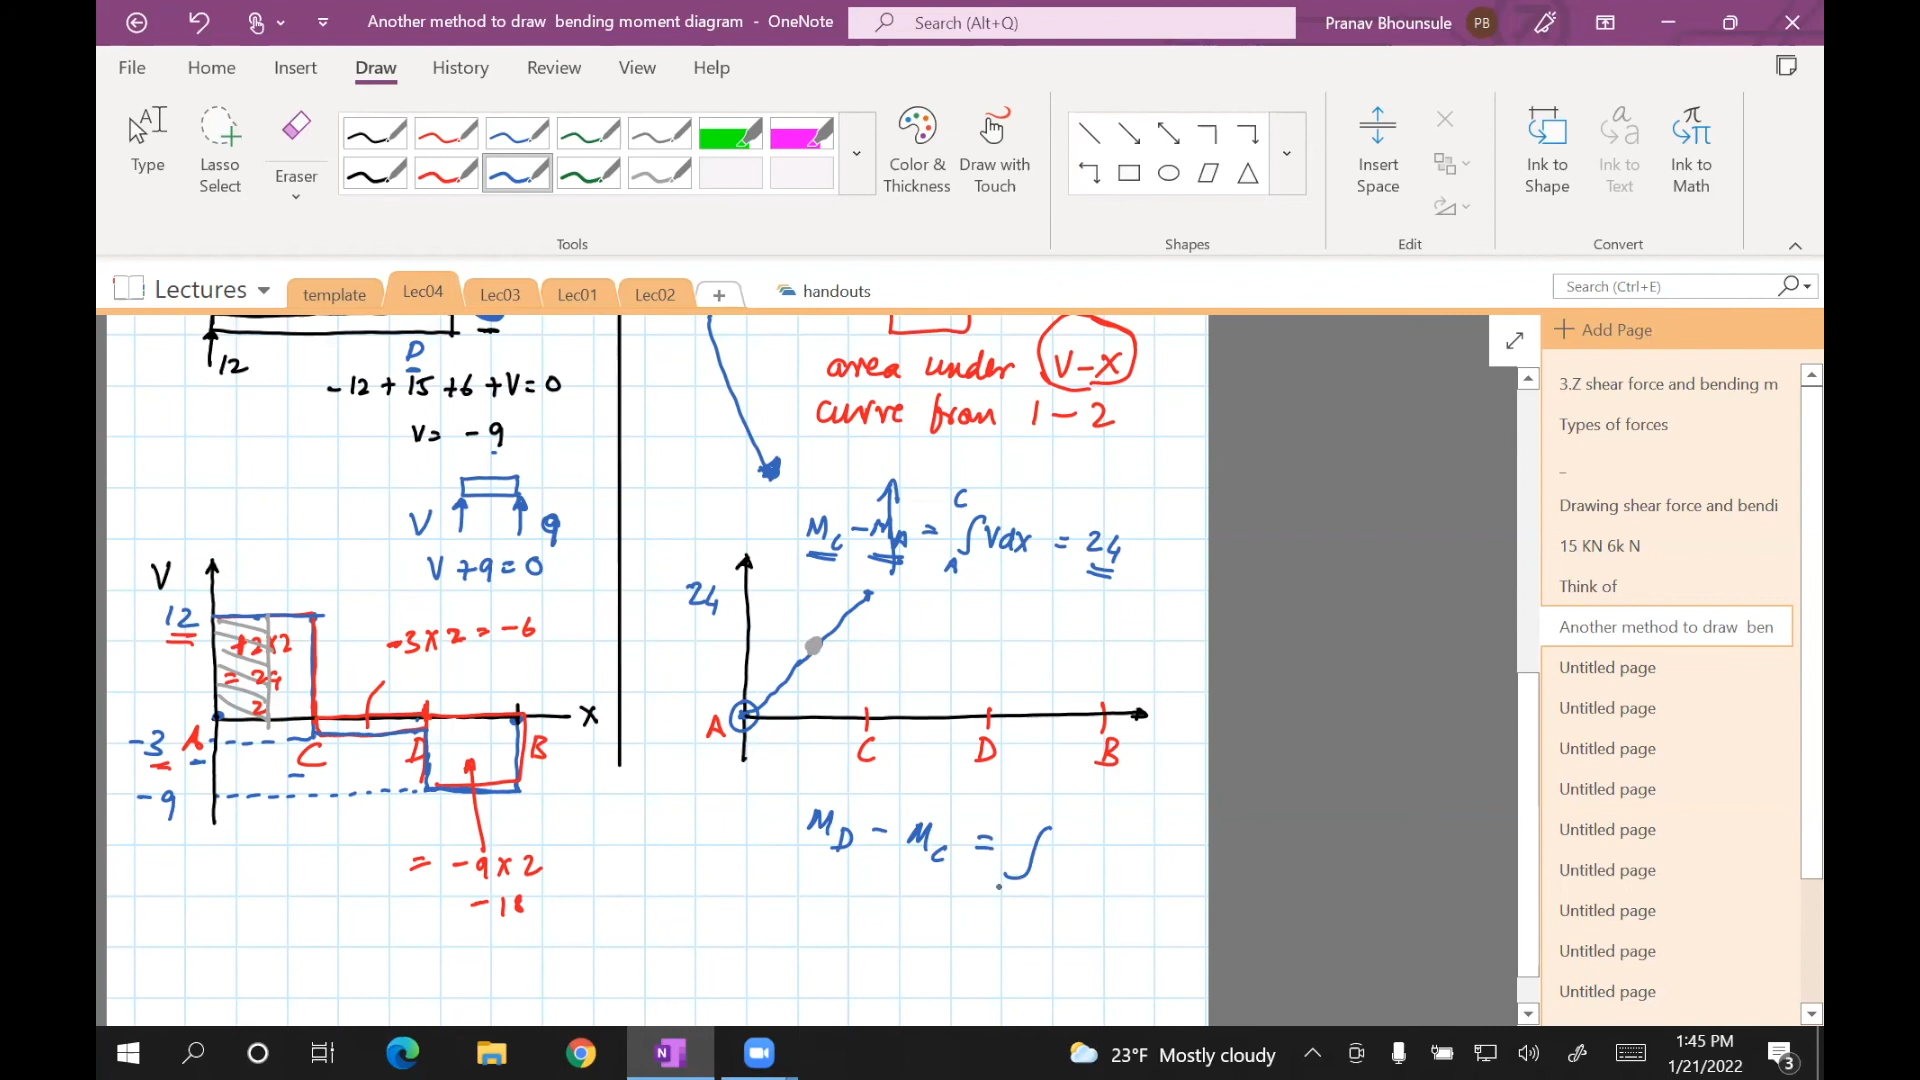 Another method to draw bending moment diagram - OneNote
Search (Alt+Q)
Pranav Bhounsule
PB
File Home Insert Draw History Review View Help
Type
Lasso Select
Eraser
Color & Thickness
Draw with Touch
Insert Space
Ink to Shape
Ink to Text
Ink to Math
Tools
Shapes
Edit
Convert
Lectures
template
Lec04
Lec03
Lec01
Lec02
handouts
Search (Ctrl+E)
12
D
-12 + 15 + 6 + V = 0
V = -9
V 9
V + 9 = 0
V
12
12 x 2
= 24
2
-3 x 2 = -6
X
-3
A
C
D
B
-9
= -9 x 2
-18
area under V-X
curve from 1-2
M_C - M_A = ∫ V dx = 24
C
A
24
A
C
D
B
M_D - M_C = ∫
Add Page
3.Z shear force and bending m
Types of forces
Drawing shear force and bendi
15 KN 6k N
Think of
Another method to draw ben
Untitled page
Untitled page
Untitled page
Untitled page
Untitled page
Untitled page
Untitled page
Untitled page
Untitled page
23°F Mostly cloudy
1:45 PM
1/21/2022
3